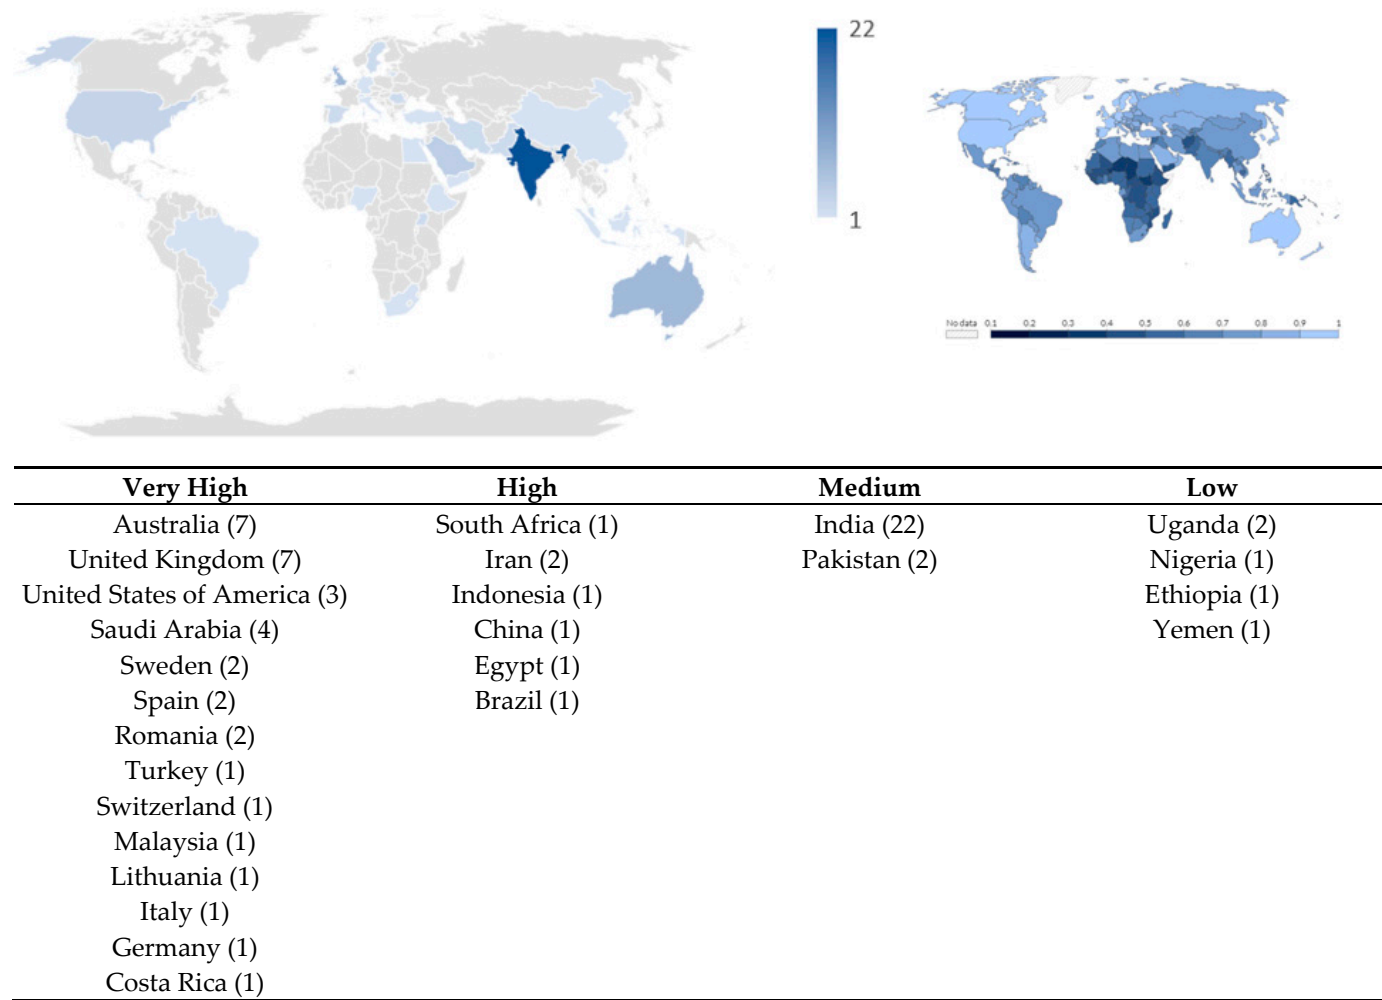 22
1
No data 0.1 0.2 0.3 0.4 0.5 0.6 0.7 0.8 0.9 1
Very High High Medium Low
Australia (7) South Africa (1) India (22) Uganda (2)
United Kingdom (7) Iran (2) Pakistan (2) Nigeria (1)
United States of America (3) Indonesia (1) Ethiopia (1)
Saudi Arabia (4) China (1) Yemen (1)
Sweden (2) Egypt (1)
Spain (2) Brazil (1)
Romania (2)
Turkey (1)
Switzerland (1)
Malaysia (1)
Lithuania (1)
Italy (1)
Germany (1)
Costa Rica (1)